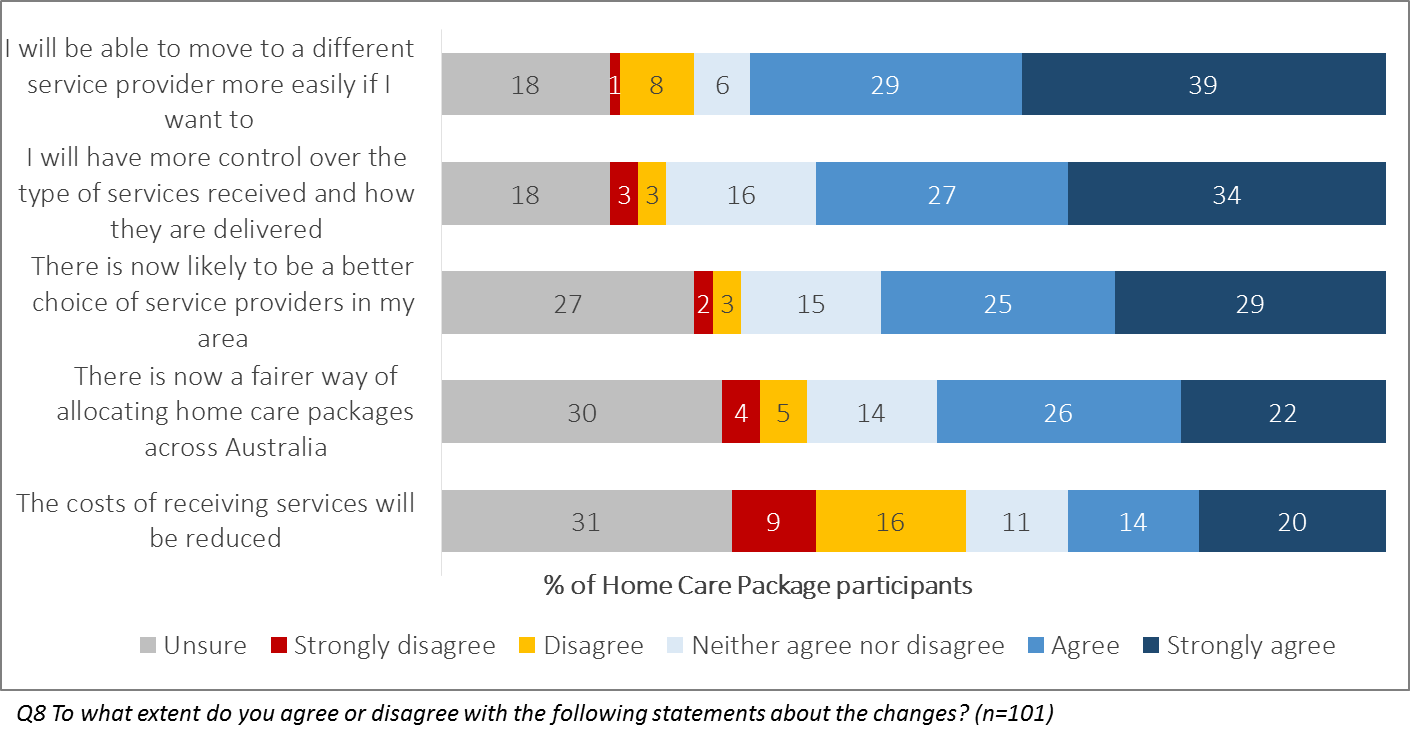 I will be able to move to a different
service provider more easily if I
want to
18 1 8 6 29 39
I will have more control over the
type of services received and how
they are delivered
18 3 3 16 27 34
There is now likely to be a better
choice of service providers in my
area
27 2 3 15 25 29
There is now a fairer way of
allocating home care packages
across Australia
30 4 5 14 26 22
The costs of receiving services will
be reduced
31 9 16 11 14 20
% of Home Care Package participants
Unsure Strongly disagree Disagree Neither agree nor disagree Agree Strongly agree
Q8 To what extent do you agree or disagree with the following statements about the changes? (n=101)